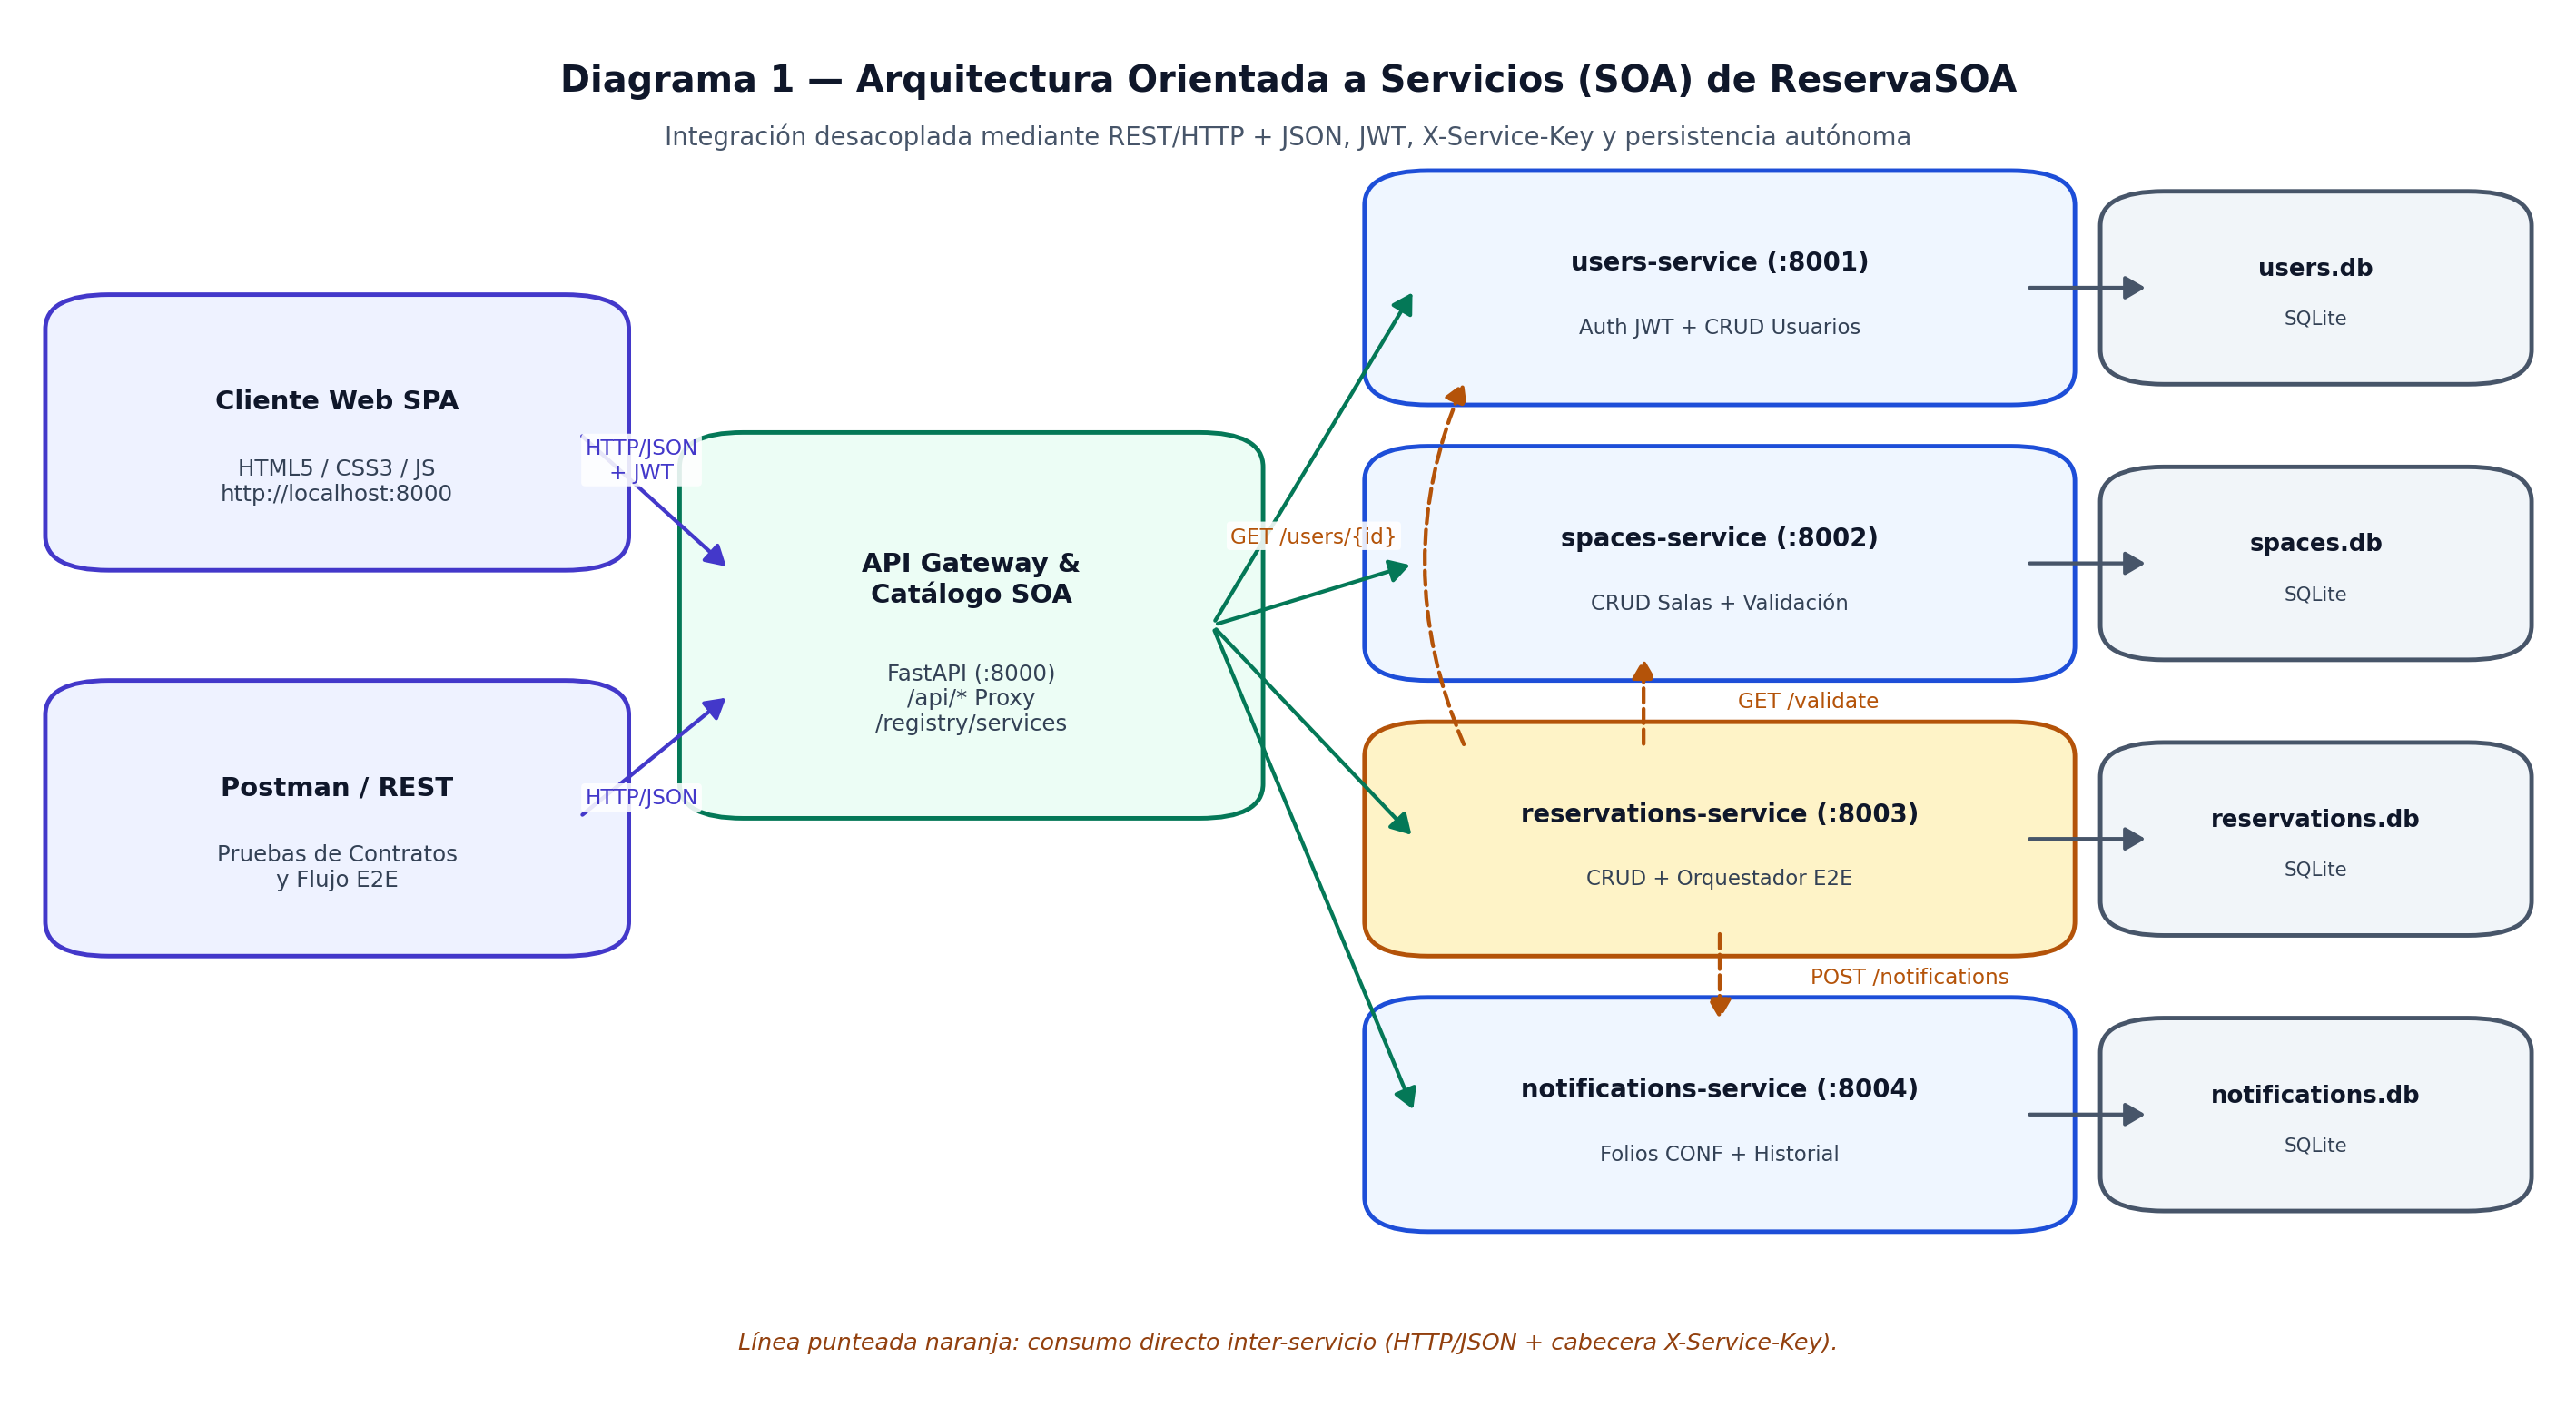 Diagrama 1 — Arquitectura Orientada a Servicios (SOA) de ReservaSOA
Integración desacoplada mediante REST/HTTP + JSON, JWT, X-Service-Key y persistencia autónoma
Cliente Web SPA
HTML5 / CSS3 / JS
http://localhost:8000
HTTP/JSON
+ JWT
Postman / REST
Pruebas de Contratos
y Flujo E2E
HTTP/JSON
API Gateway &
Catálogo SOA
FastAPI (:8000)
/api/* Proxy
/registry/services
users-service (:8001)
Auth JWT + CRUD Usuarios
users.db
SQLite
GET /users/{id}
spaces-service (:8002)
CRUD Salas + Validación
spaces.db
SQLite
GET /validate
reservations-service (:8003)
CRUD + Orquestador E2E
reservations.db
SQLite
POST /notifications
notifications-service (:8004)
Folios CONF + Historial
notifications.db
SQLite
Línea punteada naranja: consumo directo inter-servicio (HTTP/JSON + cabecera X-Service-Key).